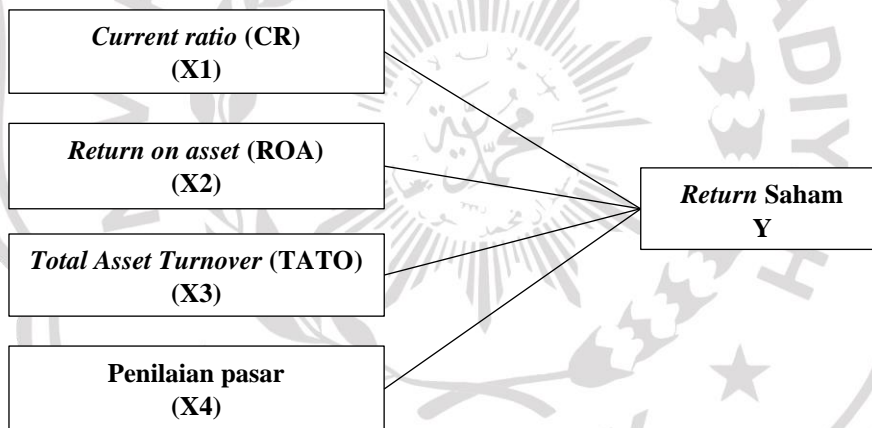 Current ratio (CR)
(X1)
Return on asset (ROA)
(X2)
Total Asset Turnover (TATO)
(X3)
Penilaian pasar
(X4)
Return Saham
Y